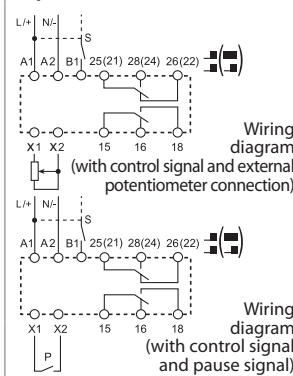 L/+ N/-
S
A1 A2 B1 25(21) 28(24) 26(22)
X1 X2 15 16 18
Wiring
diagram
(with control signal and external
potentiometer connection)
L/+ N/-
S
A1 A2 B1 25(21) 28(24) 26(22)
X1 X2 15 16 18
P
Wiring
diagram
(with control signal
and pause signal)